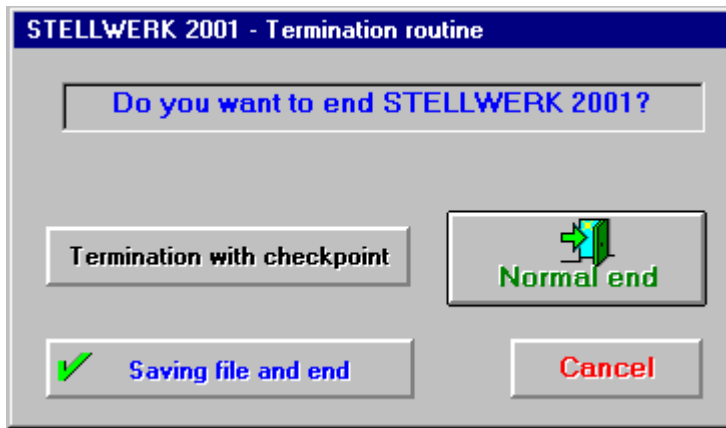 STELLWERK 2001 - Termination routine
Do you want to end STELLWERK 2001?
Termination with checkpoint
Normal end
Saving file and end
Cancel